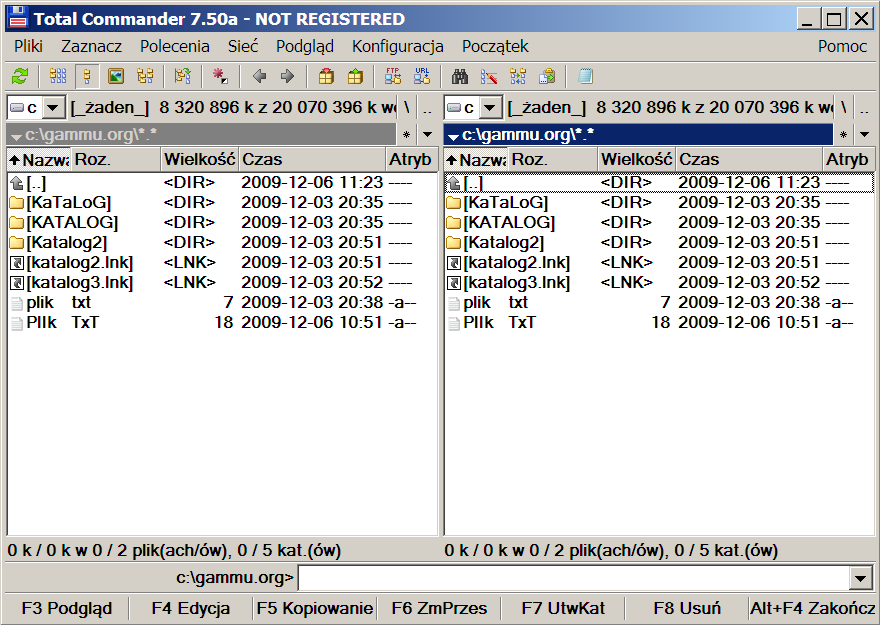 Total Commander 7.50a - NOT REGISTERED
Pliki Zaznacz Polecenia Sieć Podgląd Konfiguracja Początek Pomoc
FTP URL
c [_żaden_] 8 320 896 k z 20 070 396 k \ .. c [_żaden_] 8 320 896 k z 20 070 396 k \ ..
c:\gammu.org\*.* * c:\gammu.org\*.* *
Nazwa Roz. Wielkość Czas Atryb Nazwa Roz. Wielkość Czas Atryb
[..] <DIR> 2009-12-06 11:23 ---- [..] <DIR> 2009-12-06 11:23 ----
[KaTaLoG] <DIR> 2009-12-03 20:35 ---- [KaTaLoG] <DIR> 2009-12-03 20:35 ----
[KATALOG] <DIR> 2009-12-03 20:35 ---- [KATALOG] <DIR> 2009-12-03 20:35 ----
[Katalog2] <DIR> 2009-12-03 20:51 ---- [Katalog2] <DIR> 2009-12-03 20:51 ----
[katalog2.lnk] <LNK> 2009-12-03 20:51 ---- [katalog2.lnk] <LNK> 2009-12-03 20:51 ----
[katalog3.lnk] <LNK> 2009-12-03 20:52 ---- [katalog3.lnk] <LNK> 2009-12-03 20:52 ----
plik txt 7 2009-12-03 20:38 -a-- plik txt 7 2009-12-03 20:38 -a--
PlIk TxT 18 2009-12-06 10:51 -a-- PlIk TxT 18 2009-12-06 10:51 -a--
0 k / 0 k w 0 / 2 plik(ach/ów), 0 / 5 kat.(ów) 0 k / 0 k w 0 / 2 plik(ach/ów), 0 / 5 kat.(ów)
c:\gammu.org>
F3 Podgląd F4 Edycja F5 Kopiowanie F6 ZmPrzes F7 UtwKat F8 Usuń Alt+F4 Zakończ